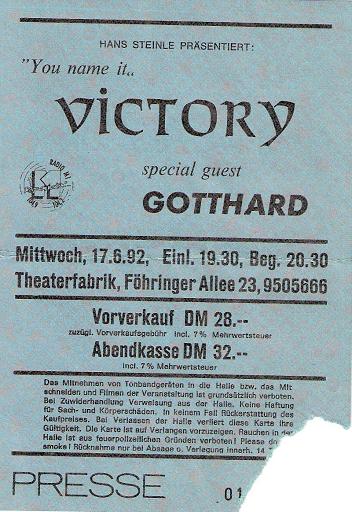 HANS STEINLE PRÄSENTIERT:
"You name it„
VICTORY
special guest
GOTTHARD
RADIO M1
Mittwoch, 17.6.92, Einl. 19.30, Beg. 20.30
Theaterfabrik, Föhringer Allee 23, 9505666
Vorverkauf DM 28.--
zuzügl. Vorverkaufsgebühr incl. 7% Mehrwertsteuer
Abendkasse DM 32.--
incl. 7% Mehrwertsteuer
Das Mitnehmen von Tonbandgeräten in die Halle bzw. das Mit
schneiden und Filmen der Veranstaltung ist grundsätzlich verboten.
Bei Zuwiderhandlung Verweisung aus der Halle. Keine Haftung
für Sach- und Körperschäden. In keinem Fall Rückerstattung des
Kaufpreises. Bei Verlassen der Halle verliert diese Karte ihre
Gültigkeit. Die Karte ist auf Verlangen vorzuzeigen. Rauchen in der
Halle ist aus feuerpolizeilichen Gründen verboten! Please do
smoke! Rücknahme nur bei Absage o. Verlegung innerh. 14
PRESSE 01